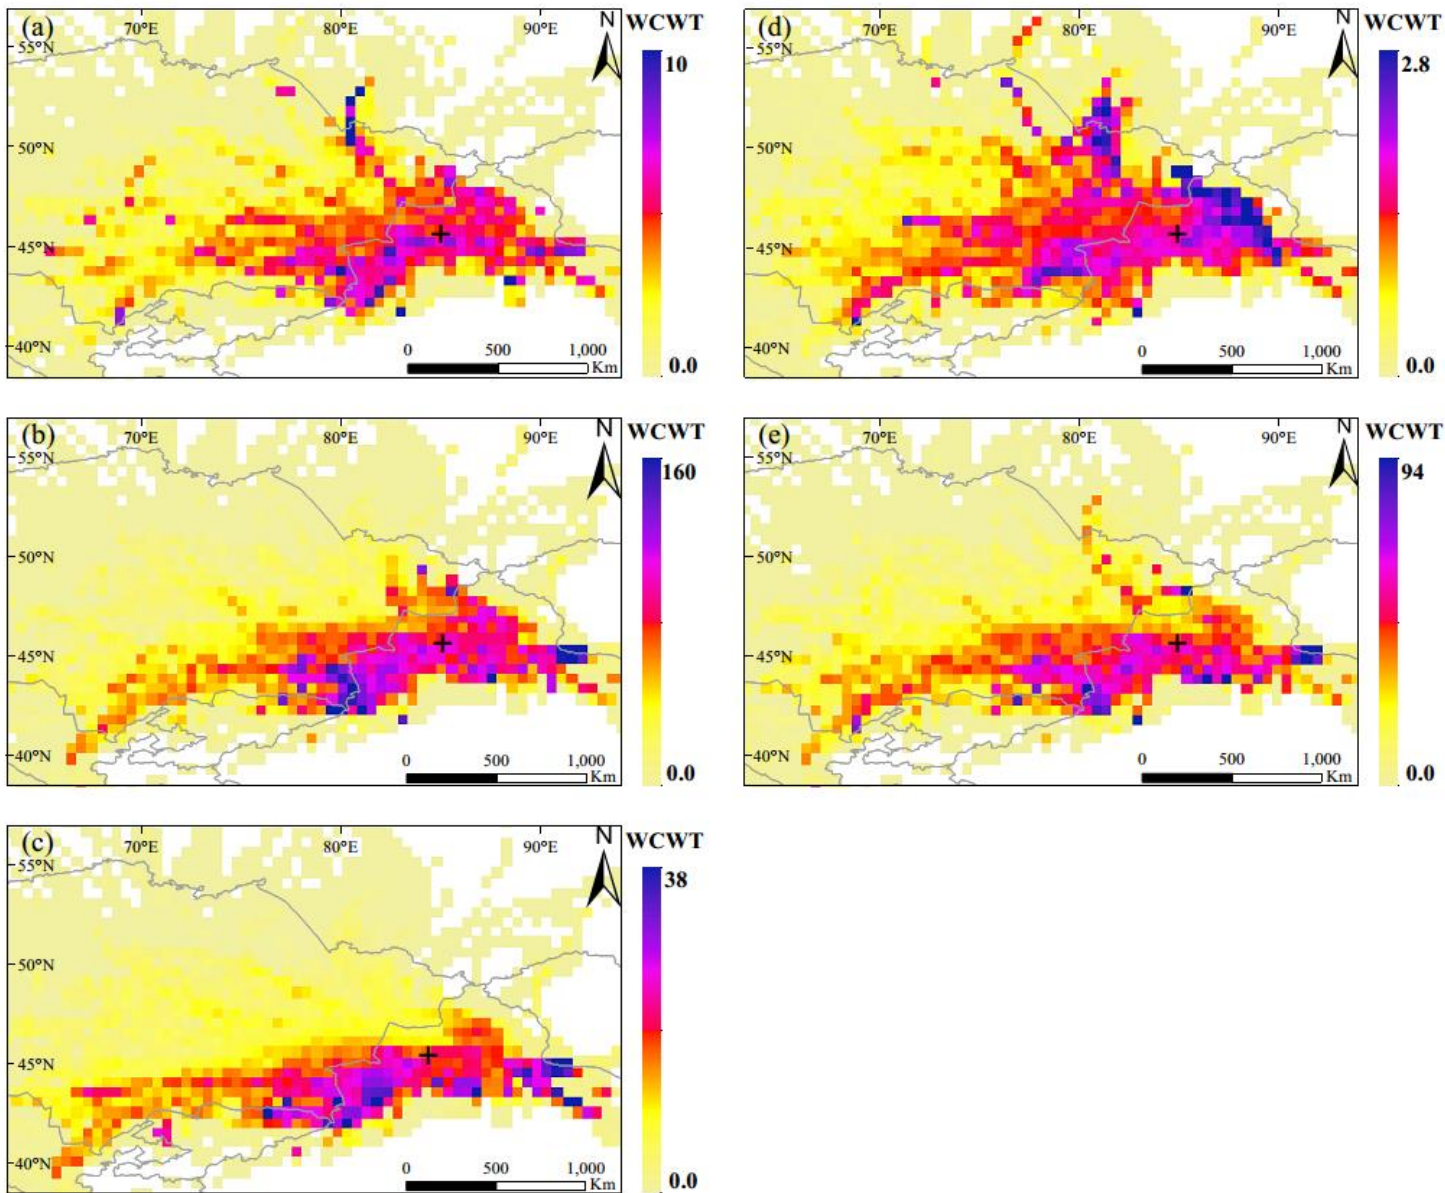 (a) 70°E 80°E 90°E N WCWT
55°N 10
50°N
45°N
40°N 0 500 1,000 Km 0.0
(d) 70°E 80°E 90°E N WCWT
55°N 2.8
50°N
45°N
40°N 0 500 1,000 Km 0.0
(b) 70°E 80°E 90°E N WCWT
55°N 160
50°N
45°N
40°N 0 500 1,000 Km 0.0
(e) 70°E 80°E 90°E N WCWT
55°N 94
50°N
45°N
40°N 0 500 1,000 Km 0.0
(c) 70°E 80°E 90°E N WCWT
55°N 38
50°N
45°N
40°N 0 500 1,000 Km 0.0